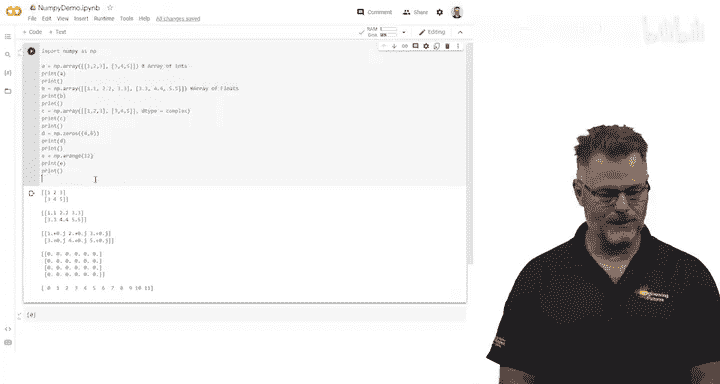 NumpyDemo.ipynb
File Edit View Insert Runtime Tools Help All changes saved
Comment Share
+ Code + Text
RAM
Disk
Editing
import numpy as np
a = np.array([[1,2,3], [3,4,5]]) # Array of ints
print(a)
print()
B = np.array([[1.1, 2.2, 3.3], [3.3, 4.4, 5.5]]) #Array of Floats
print(b)
print()
c = np.array([[1,2,3], [3,4,5]], dtype = complex)
print(c)
print()
d = np.zeros((4,6))
print(d)
print()
e = np.arange(12)
print(e)
print()
[[1 2 3]
[3 4 5]]
[[1.1 2.2 3.3]
[3.3 4.4 5.5]]
[[1.+0.j 2.+0.j 3.+0.j]
[3.+0.j 4.+0.j 5.+0.j]]
[[0. 0. 0. 0. 0. 0.]
[0. 0. 0. 0. 0. 0.]
[0. 0. 0. 0. 0. 0.]
[0. 0. 0. 0. 0. 0.]]
[ 0 1 2 3 4 5 6 7 8 9 10 11]
[0]
Futures